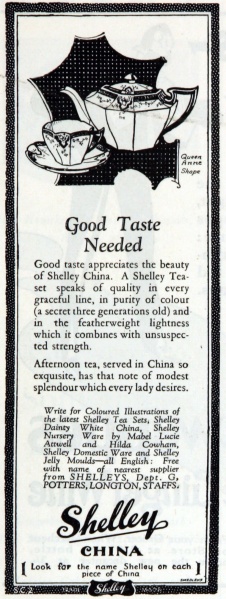 Queen
Anne
Shape
Good Taste
Needed
Good taste appreciates the beauty
of Shelley China. A Shelley Tea-
set speaks of quality in every
graceful line, in purity of colour
(a secret three generations old) and
in the featherweight lightness
which it combines with unsuspec-
ted strength.
Afternoon tea, served in China so
exquisite, has that note of modest
splendour which every lady desires.
Write for Coloured Illustrations of
the latest Shelley Tea Sets, Shelley
Dainty White China, Shelley
Nursery Ware by Mabel Lucie
Attwell and Hilda Cowham,
Shelley Domestic Ware and Shelley
Jelly Moulds—all English: Free
with name of nearest supplier
from SHELLEYS, Dept. G,
POTTERS, LONGTON, STAFFS.
Shelley
CHINA
[ Look for the name Shelley on each ]
piece of China
S.C.2
TRADE Shelley MARK